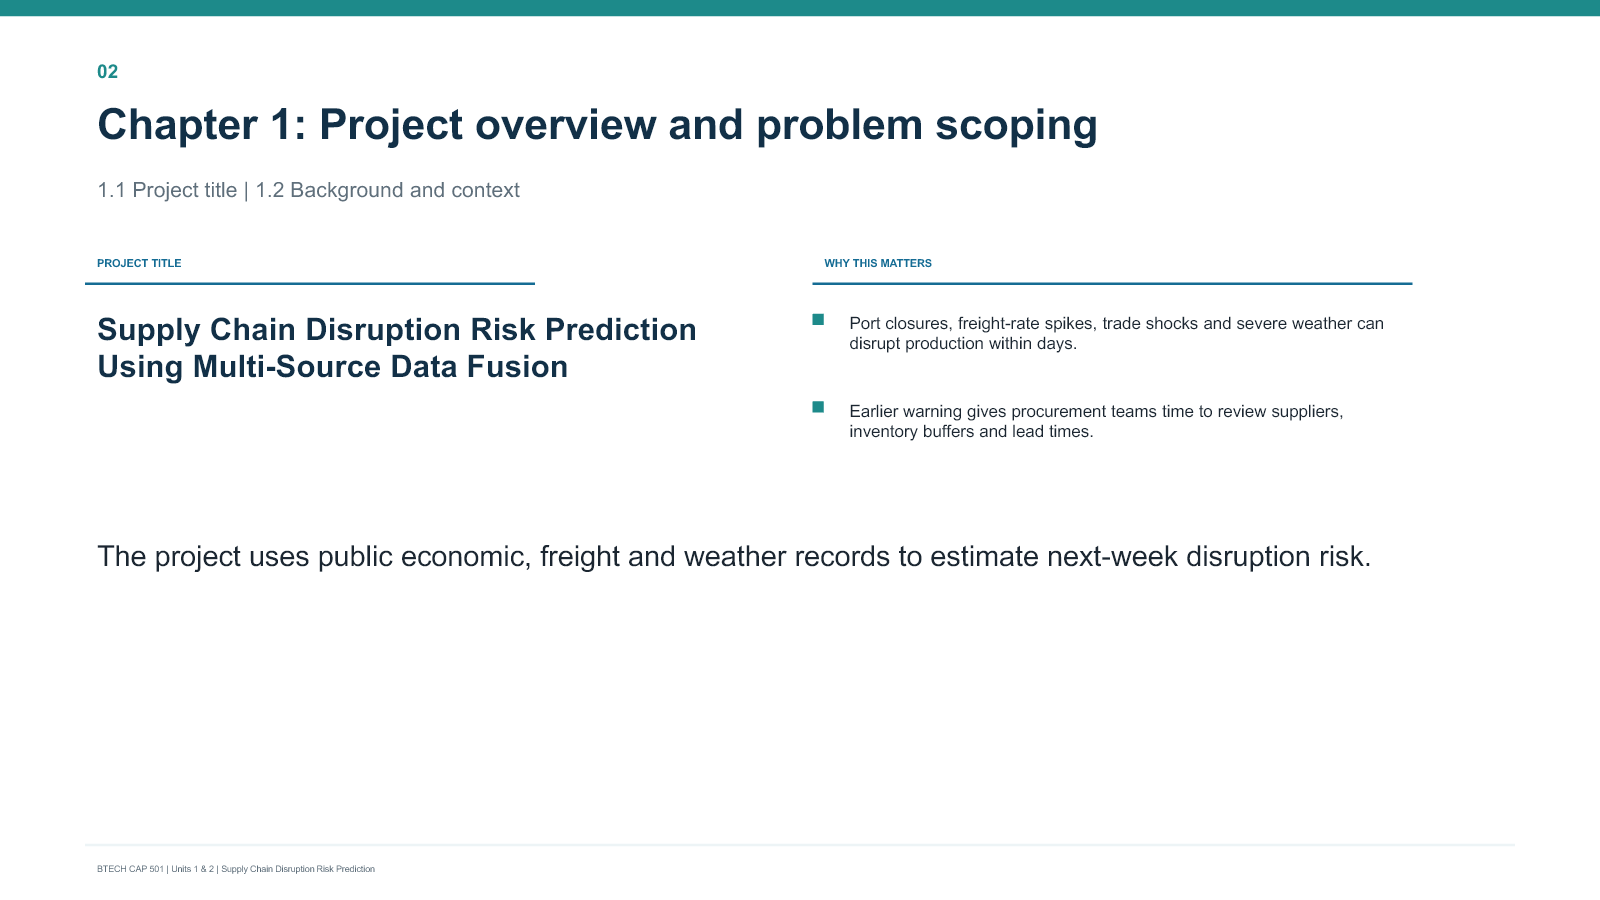 02
Chapter 1: Project overview and problem scoping
1.1 Project title | 1.2 Background and context
PROJECT TITLE
Supply Chain Disruption Risk Prediction
Using Multi-Source Data Fusion
WHY THIS MATTERS
Port closures, freight-rate spikes, trade shocks and severe weather can
disrupt production within days.
Earlier warning gives procurement teams time to review suppliers,
inventory buffers and lead times.
The project uses public economic, freight and weather records to estimate next-week disruption risk.
BTECH CAP 501 | Units 1 & 2 | Supply Chain Disruption Risk Prediction